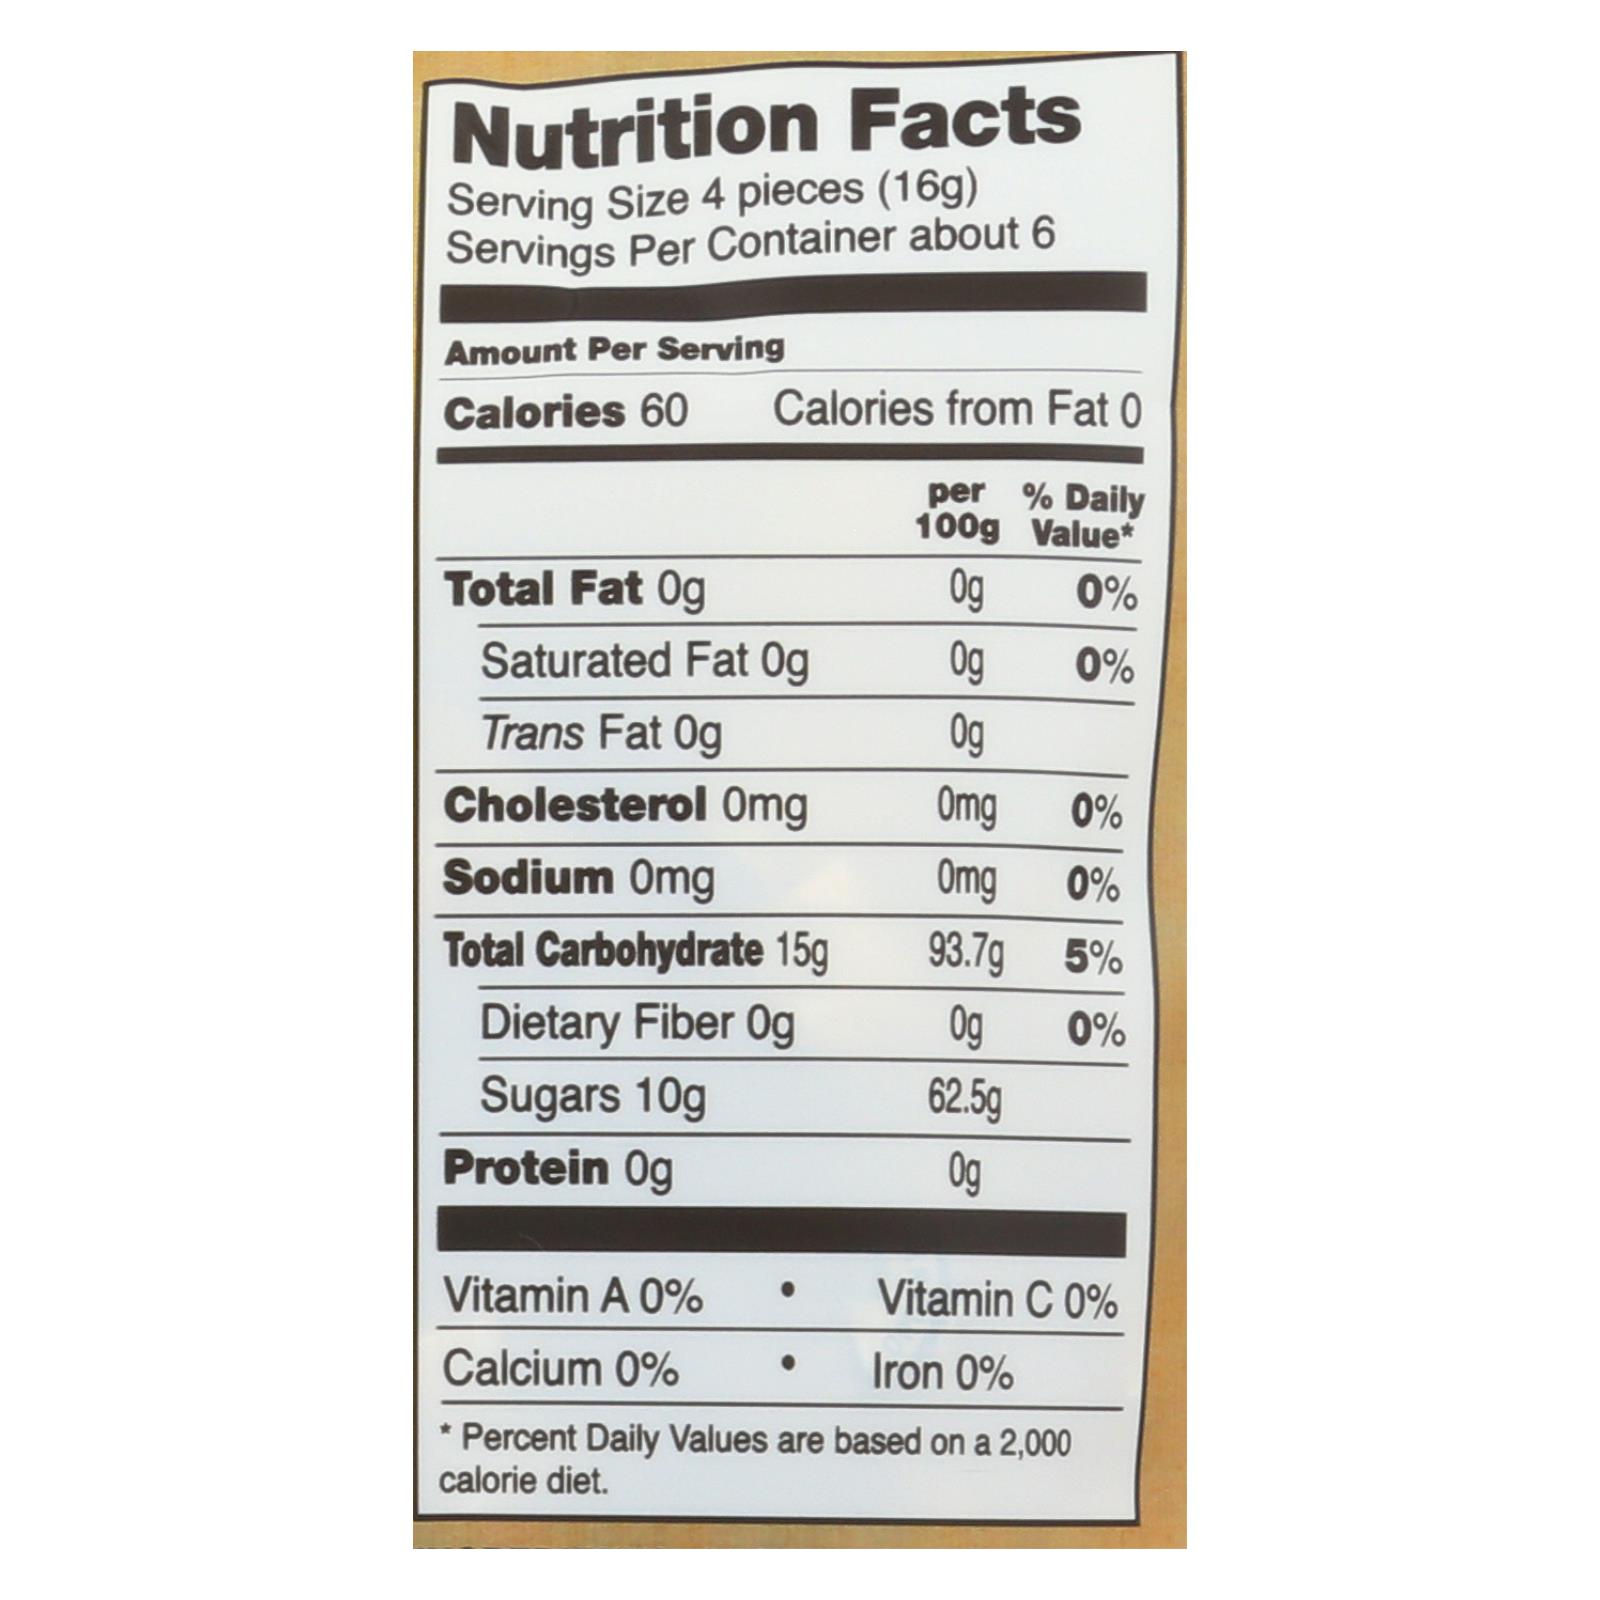 Nutrition Facts
Serving Size 4 pieces (16g)
Servings Per Container about 6
Amount Per Serving
Calories 60 Calories from Fat 0
per % Daily
100g Value*
Total Fat 0g 0g 0%
Saturated Fat 0g 0g 0%
Trans Fat 0g 0g
Cholesterol 0mg 0mg 0%
Sodium 0mg 0mg 0%
Total Carbohydrate 15g 93.7g 5%
Dietary Fiber 0g 0g 0%
Sugars 10g 62.5g
Protein 0g 0g
Vitamin A 0% • Vitamin C 0%
Calcium 0% • Iron 0%
* Percent Daily Values are based on a 2,000
calorie diet.